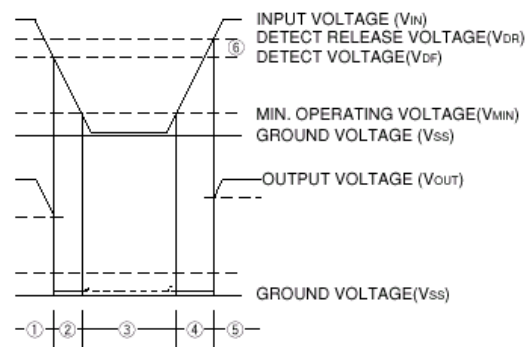 INPUT VOLTAGE (VIN)
DETECT RELEASE VOLTAGE(VDR)
⑥
DETECT VOLTAGE(VDF)
MIN. OPERATING VOLTAGE(VMIN)
GROUND VOLTAGE (VSS)
OUTPUT VOLTAGE (VOUT)
GROUND VOLTAGE(VSS)
① ② ③ ④ ⑤